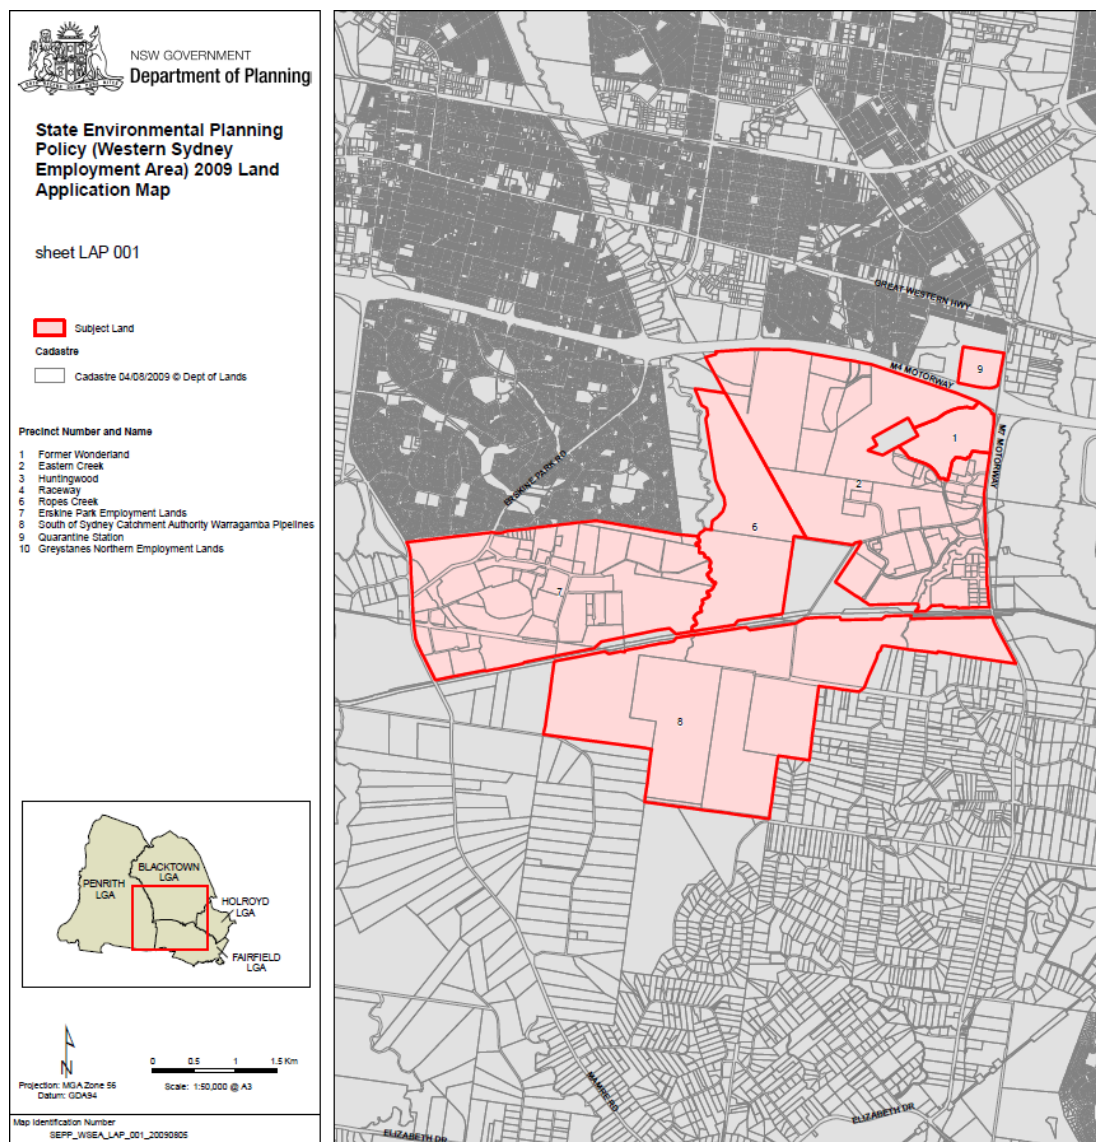 NSW GOVERNMENT
Department of Planning
State Environmental Planning
Policy (Western Sydney
Employment Area) 2009 Land
Application Map
sheet LAP 001
Subject Land
Cadastre
Cadastre 04/08/2009 © Dept of Lands
Precinct Number and Name
1 Former Wonderland
2 Eastern Creek
3 Huntingwood
4 Raceway
6 Ropes Creek
7 Erskine Park Employment Lands
8 South of Sydney Catchment Authority Warragamba Pipelines
9 Quarantine Station
10 Greystanes Northern Employment Lands
BLACKTOWN
LGA
PENRITH
LGA
HOLROYD
LGA
FAIRFIELD
LGA
N
0 0.5 1 1.5 Km
Projection: MGA Zone 56
Datum: GDA94
Scale: 1:50,000 @ A3
Map Identification Number
SEPP_WSEA_LAP_001_20090805
GREAT WESTERN HWY
M4 MOTORWAY
9
1
M7 MOTORWAY
ERSKINE PARK RD
2
6
7
8
MAMRE RD
ELIZABETH DR
ELIZABETH DR